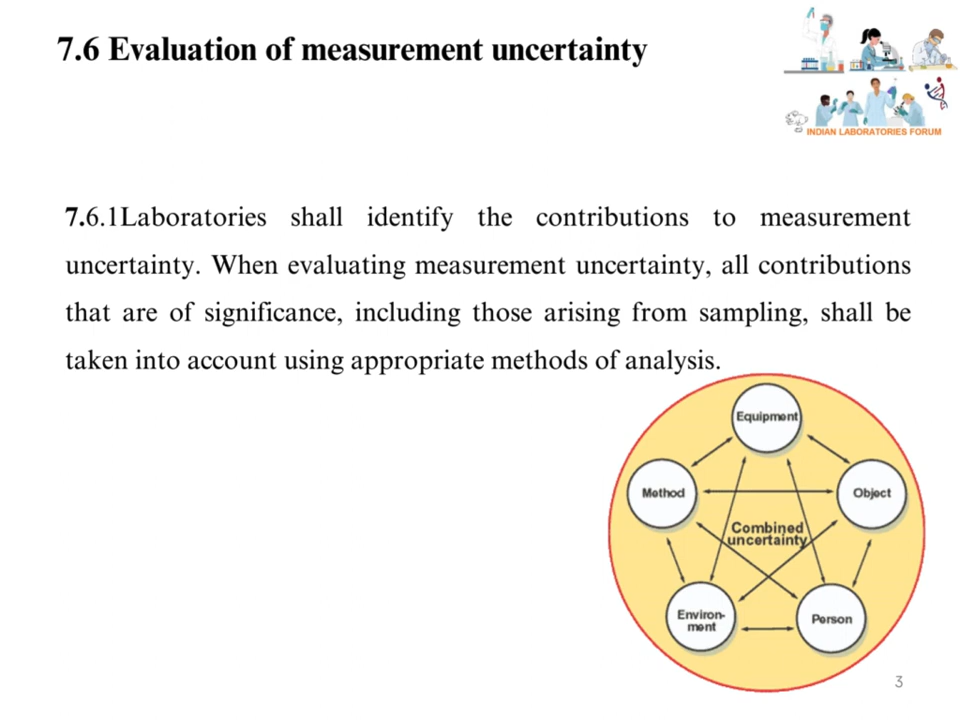 7.6 Evaluation of measurement uncertainty
INDIAN LABORATORIES FORUM
7.6.1Laboratories shall identify the contributions to measurement
uncertainty. When evaluating measurement uncertainty, all contributions
that are of significance, including those arising from sampling, shall be
taken into account using appropriate methods of analysis.
Equipment
Method
Object
Combined
uncertainty
Environ-
ment
Person
3